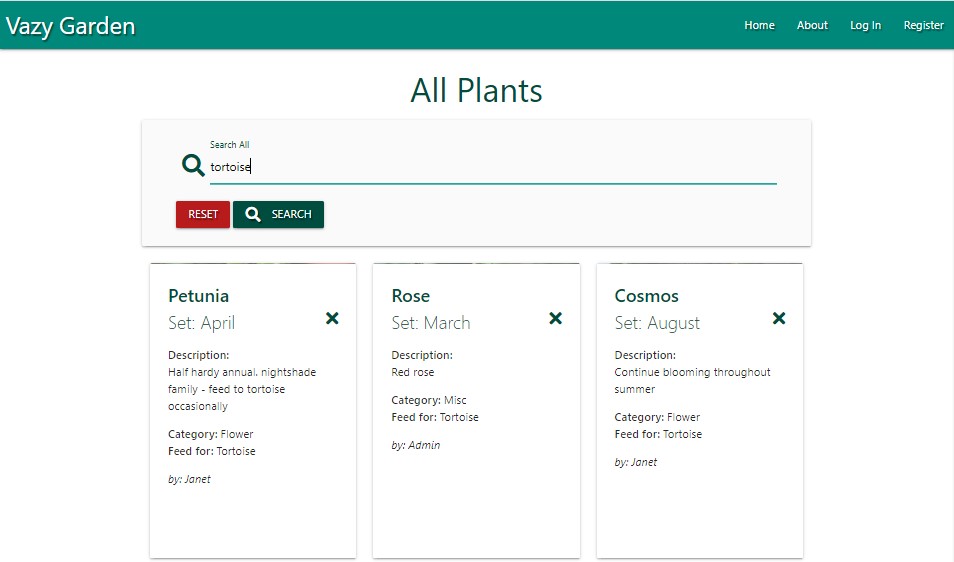 Vazy Garden
Home About Log In Register
All Plants
Search All
tortoise
RESET SEARCH
Petunia
Set: April
Description:
Half hardy annual. nightshade
family - feed to tortoise
occasionally
Category: Flower
Feed for: Tortoise
by: Janet
Rose
Set: March
Description:
Red rose
Category: Misc
Feed for: Tortoise
by: Admin
Cosmos
Set: August
Description:
Continue blooming throughout
summer
Category: Flower
Feed for: Tortoise
by: Janet